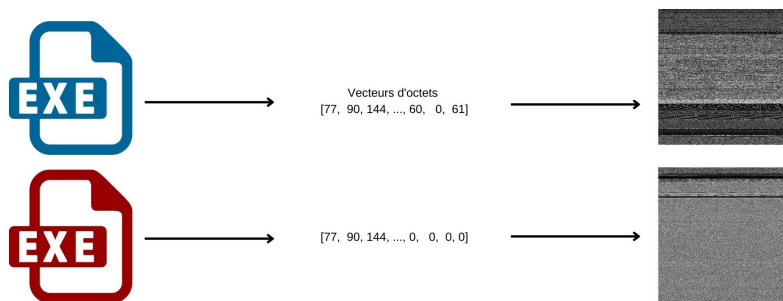 EXE
Vecteurs d'octets
[77, 90, 144, ..., 60, 0, 61]
EXE
[77, 90, 144, ..., 0, 0, 0, 0]